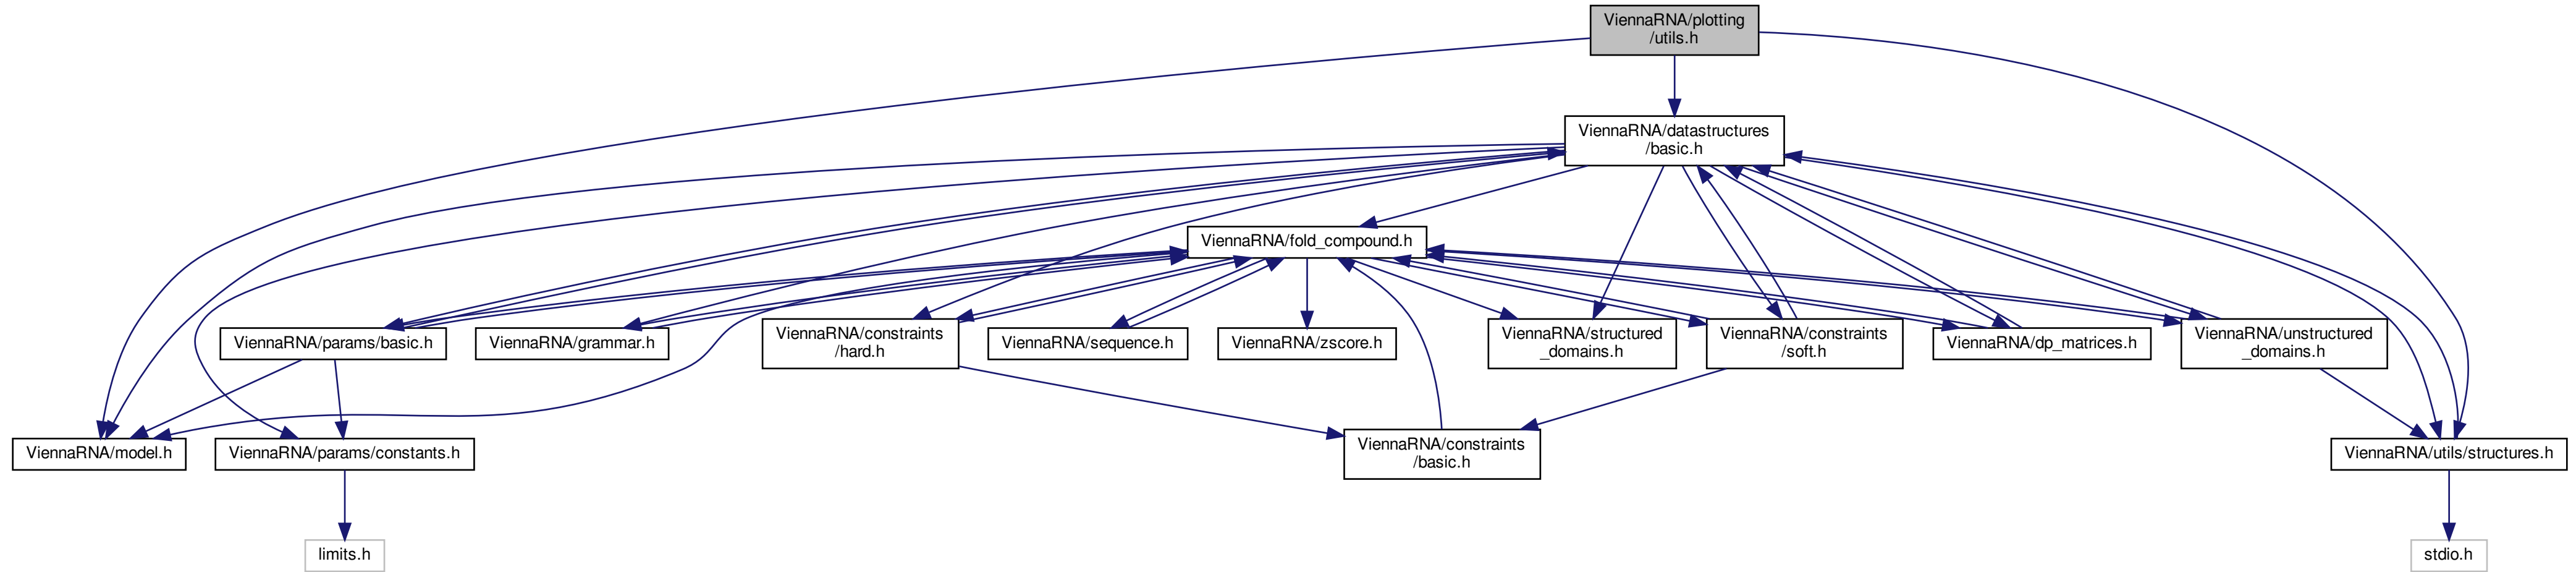 ViennaRNA/plotting
/utils.h
ViennaRNA/datastructures
/basic.h
ViennaRNA/fold_compound.h
ViennaRNA/params/basic.h
ViennaRNA/grammar.h
ViennaRNA/constraints
/hard.h
ViennaRNA/sequence.h
ViennaRNA/zscore.h
ViennaRNA/structured
_domains.h
ViennaRNA/constraints
/soft.h
ViennaRNA/dp_matrices.h
ViennaRNA/unstructured
_domains.h
ViennaRNA/model.h
ViennaRNA/params/constants.h
ViennaRNA/constraints
/basic.h
ViennaRNA/utils/structures.h
limits.h
stdio.h